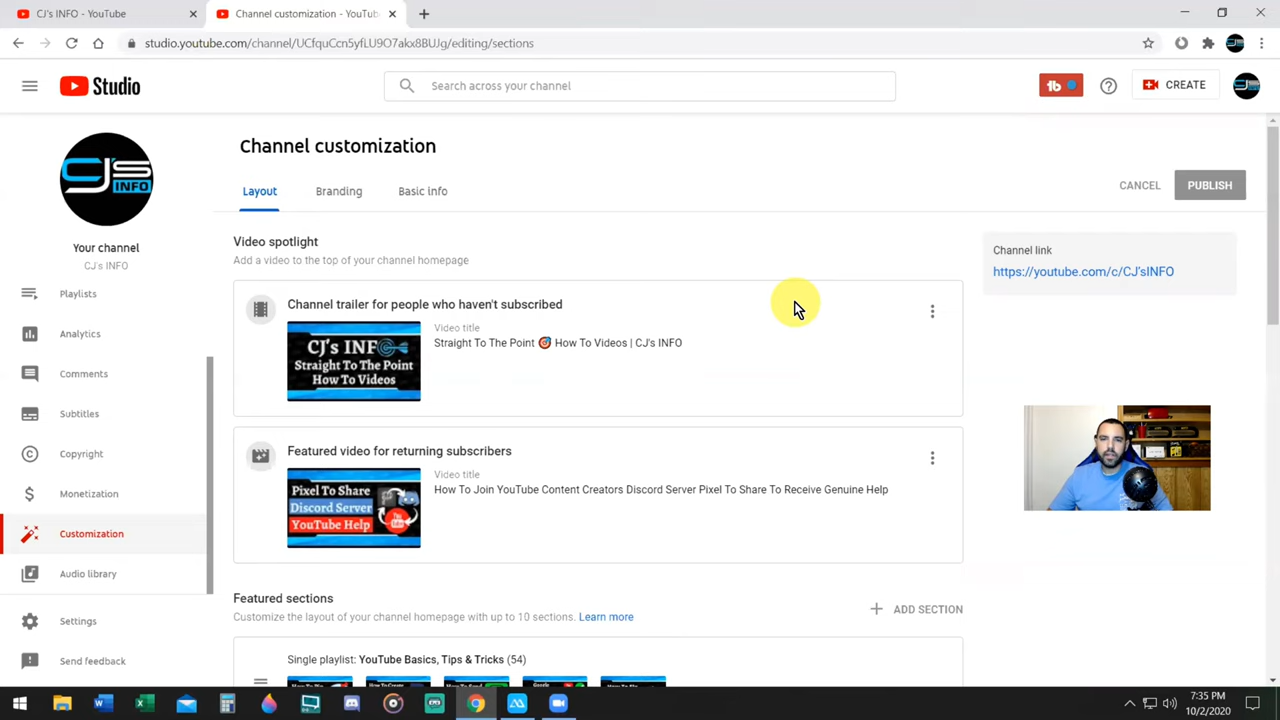 CJ's INFO - YouTube
Channel customization - YouTub
studio.youtube.com/channel/UCfquCcn5yfLU9O7akx8BUJg/editing/sections
Studio
Search across your channel
tb
CREATE
CJ'S INFO
Your channel
CJ's INFO
Playlists
Analytics
Comments
Subtitles
Copyright
Monetization
Customization
Audio library
Settings
Send feedback
Channel customization
Layout
Branding
Basic info
CANCEL
PUBLISH
Video spotlight
Add a video to the top of your channel homepage
Channel trailer for people who haven't subscribed
CJ's INFO
Straight To The Point
How To Videos
Video title
Straight To The Point 🎯 How To Videos | CJ's INFO
Featured video for returning subscribers
Pixel To Share
Discord Server
YouTube Help
Video title
How To Join YouTube Content Creators Discord Server Pixel To Share To Receive Genuine Help
Featured sections
Customize the layout of your channel homepage with up to 10 sections. Learn more
ADD SECTION
Single playlist: YouTube Basics, Tips & Tricks (54)
Channel link
https://youtube.com/c/CJ'sINFO
7:35 PM
10/2/2020